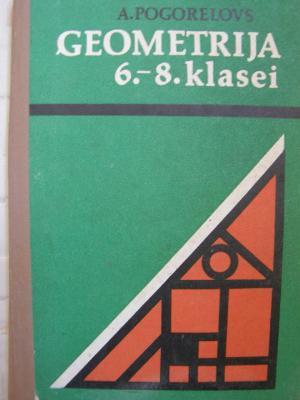 A.POGORELOVS
GEOMETRIJA
6.–8. klasei